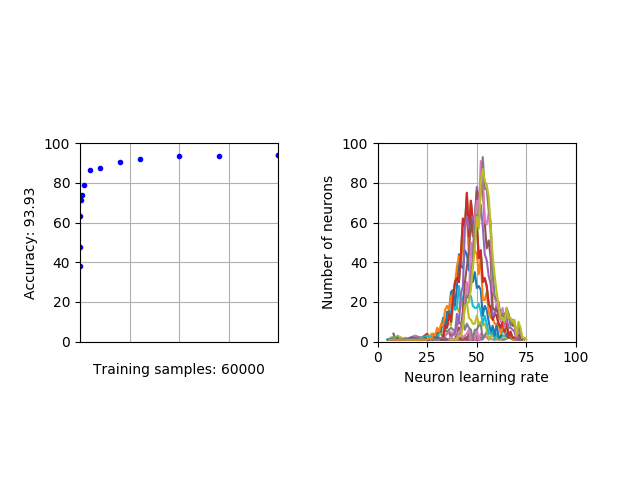 100
80
60
40
20
0
Accuracy: 93.93
Training samples: 60000
100
80
60
40
20
0
Number of neurons
0 25 50 75 100
Neuron learning rate